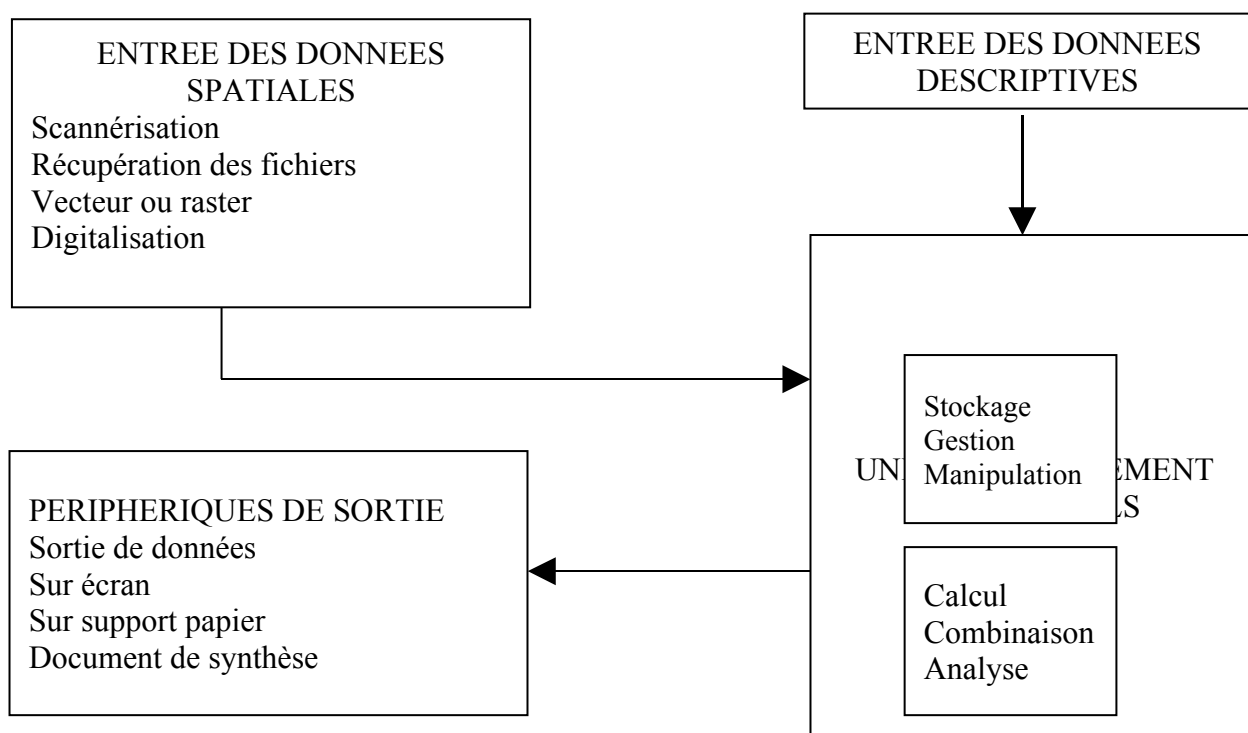 ENTREE DES DONNEES
SPATIALES
Scannérisation
Récupération des fichiers
Vecteur ou raster
Digitalisation
ENTREE DES DONNEES
DESCRIPTIVES
Stockage
Gestion
Manipulation
Calcul
Combinaison
Analyse
PERIPHERIQUES DE SORTIE
Sortie de données
Sur écran
Sur support papier
Document de synthèse